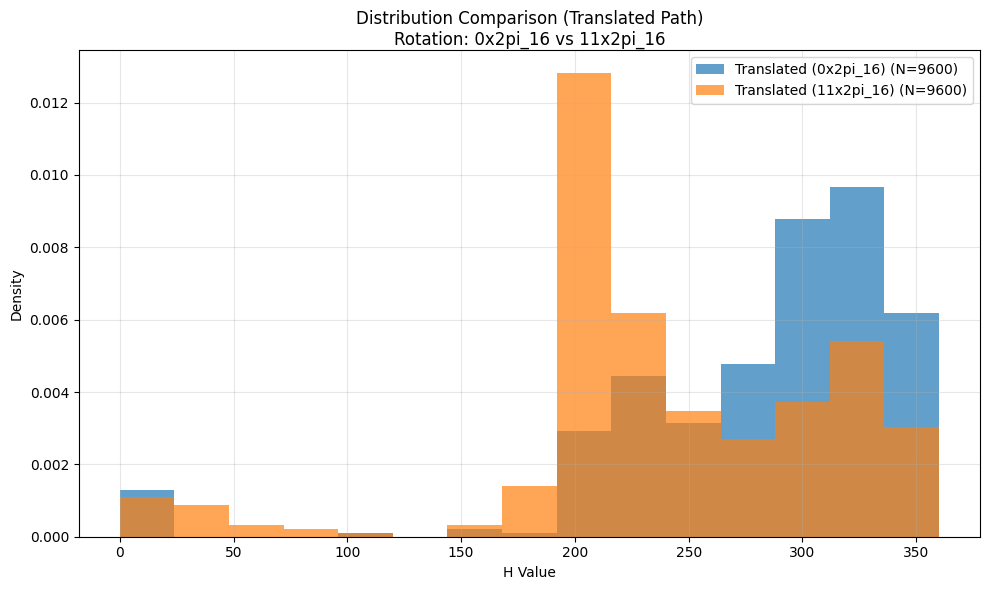 Distribution Comparison (Translated Path)
Rotation: 0x2pi_16 vs 11x2pi_16
Translated (0x2pi_16) (N=9600)
Translated (11x2pi_16) (N=9600)
Density
0.012
0.010
0.008
0.006
0.004
0.002
0.000
0 50 100 150 200 250 300 350
H Value